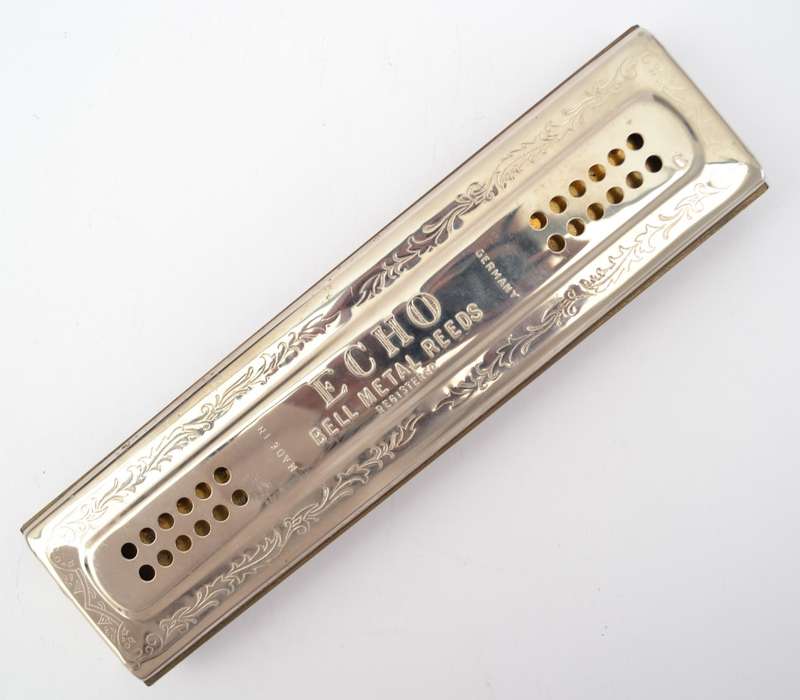 ECHO
BELL METAL REEDS
REGISTERED
MADE IN
GERMANY
C